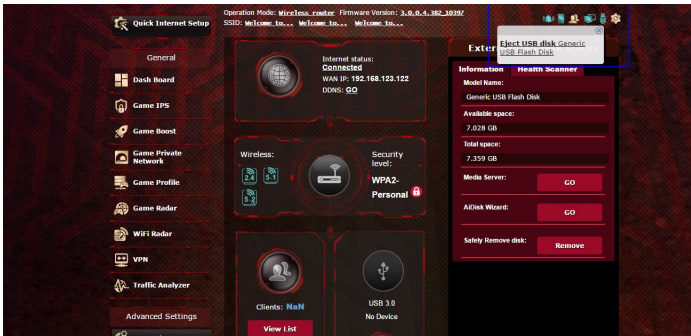 Quick Internet Setup
Operation Mode: Wireless router Firmware Version: 3.0.0.4.382_10397
SSID: Welcome to... Welcome to... Welcome to...
Eject USB disk Generic
USB Flash Disk
General
Dash Board
Game IPS
Game Boost
Game Private
Network
Game Profile
Game Radar
WiFi Radar
VPN
Traffic Analyzer
Advanced Settings
Internet status:
Connected
WAN IP: 192.168.123.122
DDNS: GO
Wireless:
2.4
5-1
5-2
Security
level:
WPA2-
Personal
Clients: NaN
View List
USB 3.0
No Device
Exter
Information Health Scanner
Model Name:
Generic USB Flash Disk
Available space:
7.028 GB
Total space:
7.359 GB
Media Server: GO
AiDisk Wizard: GO
Safely Remove disk: Remove